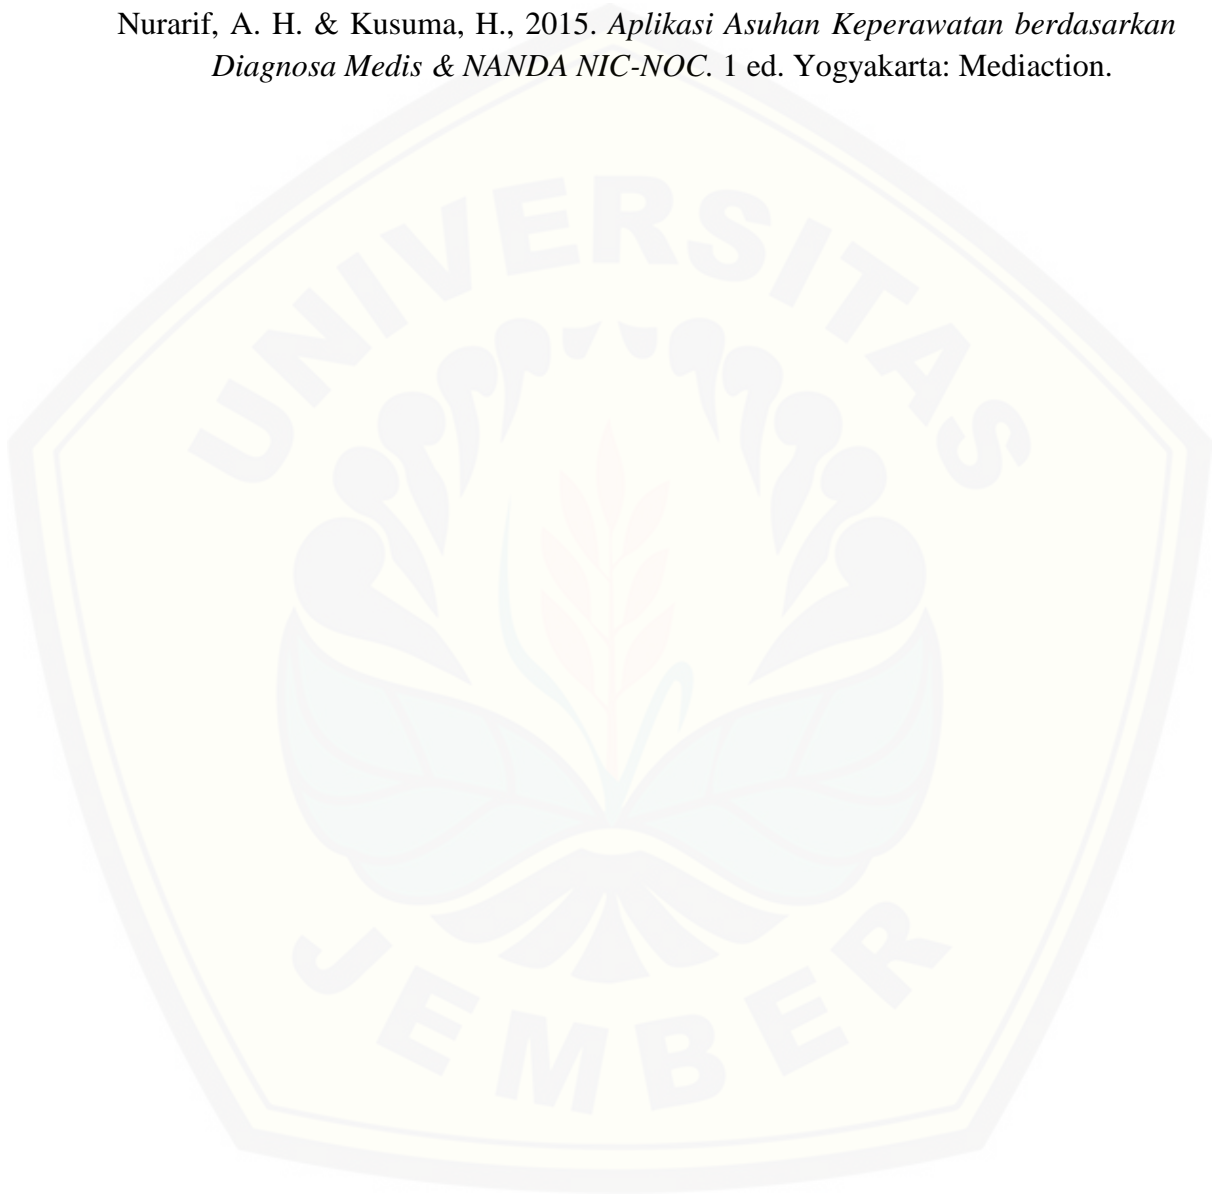 Nurarif, A. H. & Kusuma, H., 2015. Aplikasi Asuhan Keperawatan berdasarkan
Diagnosa Medis & NANDA NIC-NOC. 1 ed. Yogyakarta: Mediaction.
UNIVERSITAS
JEMBER